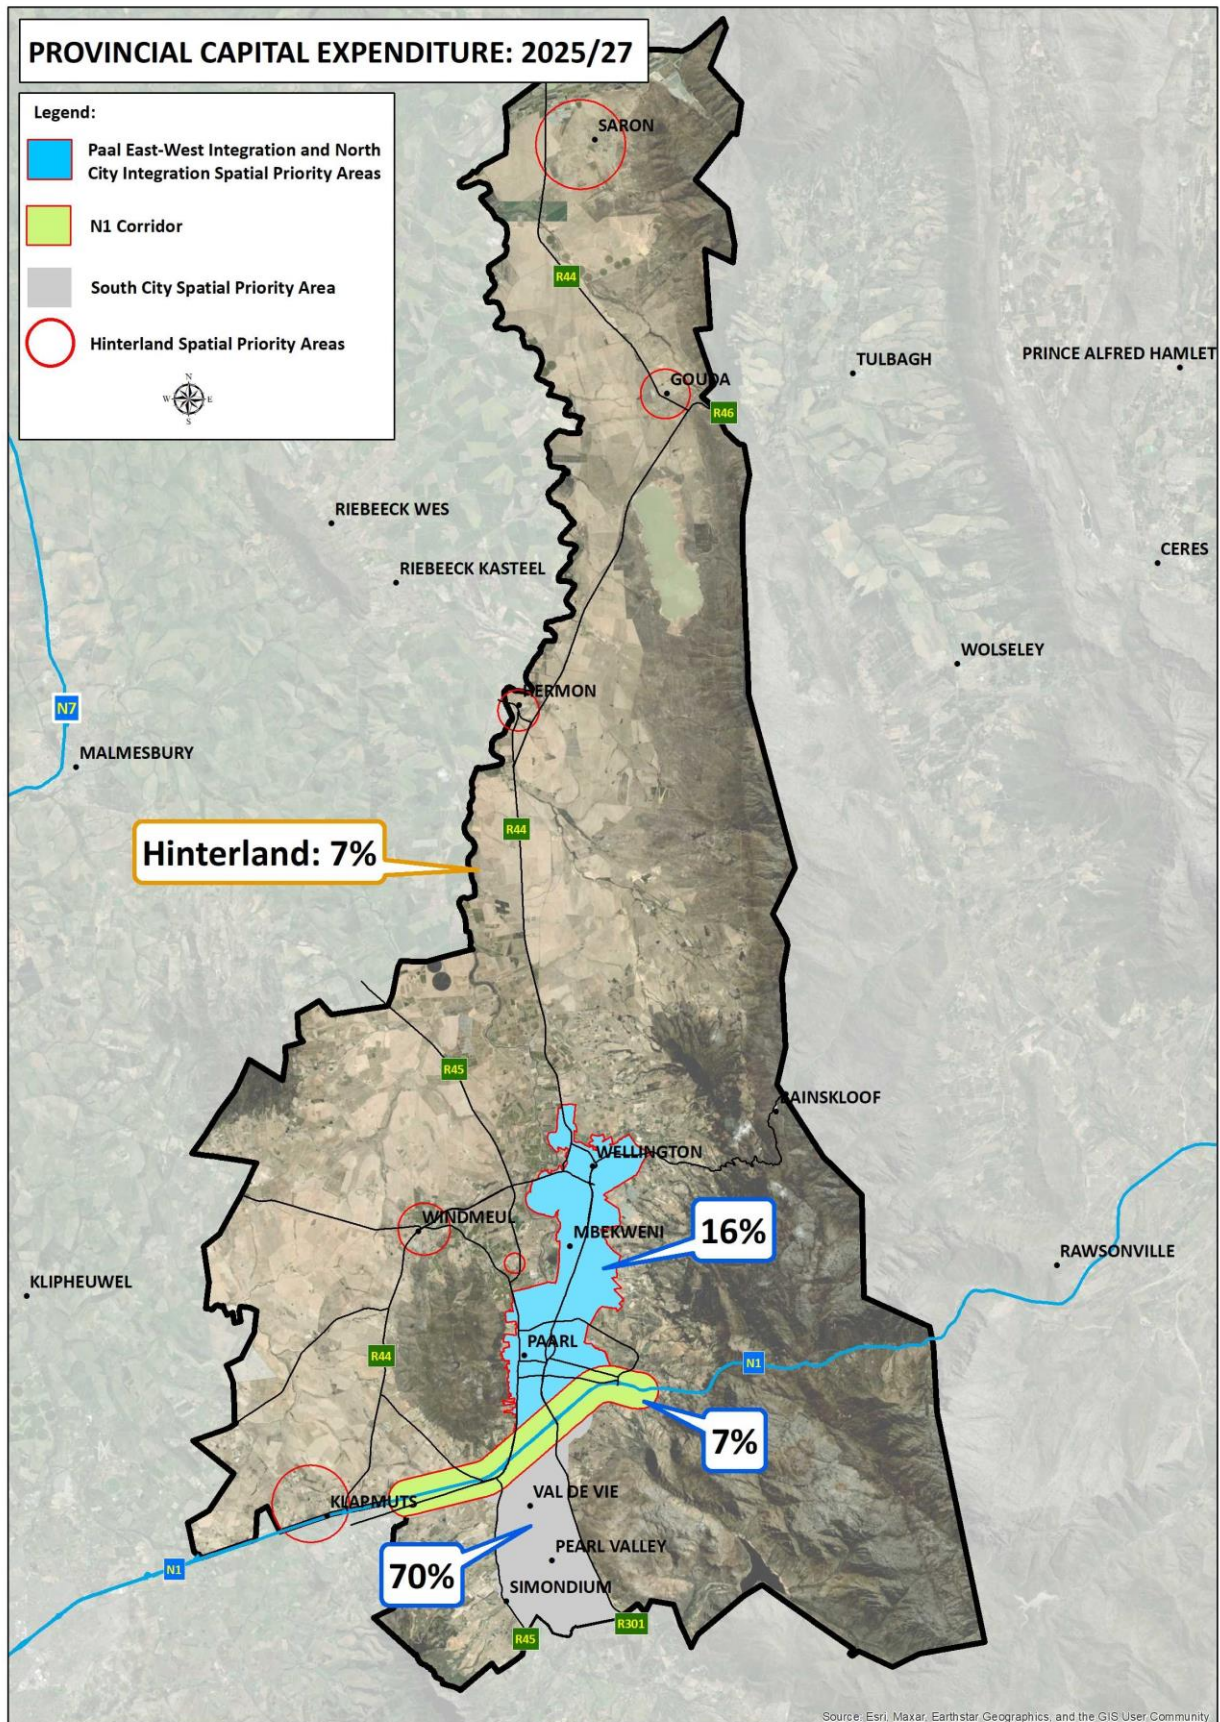 PROVINCIAL CAPITAL EXPENDITURE: 2025/27
Legend:
Paal East-West Integration and North
City Integration Spatial Priority Areas
N1 Corridor
South City Spatial Priority Area
Hinterland Spatial Priority Areas
N
W
E
S
SARON
R44
TULBAGH
PRINCE ALFRED HAMLET
GOUDA
R46
RIEBEECK WES
RIEBEECK KASTEEL
CERES
WOLSELEY
HERMON
N7
MALMESBURY
R44
Hinterland: 7%
R45
BAINSKLOOF
WELLINGTON
WINDMEUL
MBEKWENI
16%
RAWSONVILLE
KLIPHEUWEL
PAARL
R44
N1
7%
KLAPMUTS
VAL DE VIE
PEARL VALLEY
N1
70%
SIMONDIUM
R301
R45
Source: Esri, Maxar, Earthstar Geographics, and the GIS User Community